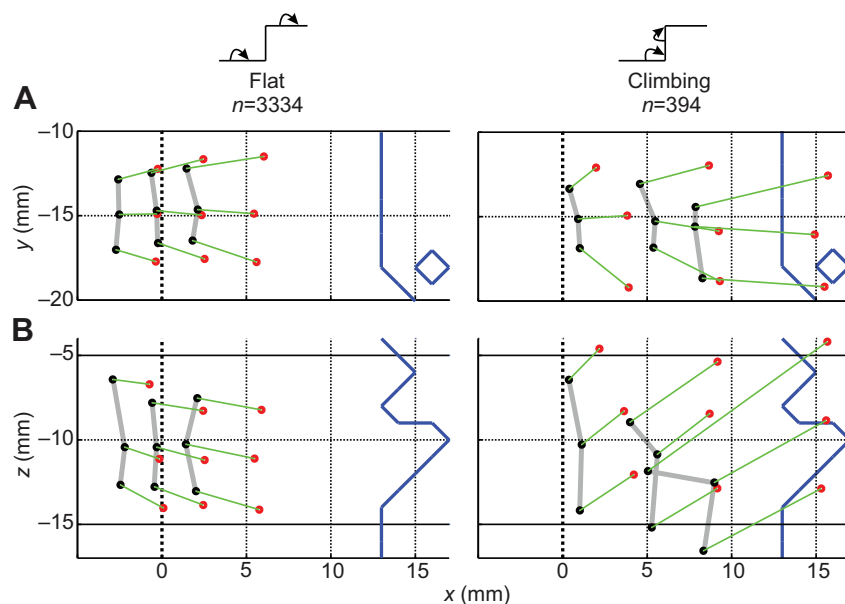 Flat
n=3334
Climbing
n=394
A
–10
–15
–20
y (mm)
B
–5
–10
–15
z (mm)
0 5 10 15
0 5 10 15
x (mm)